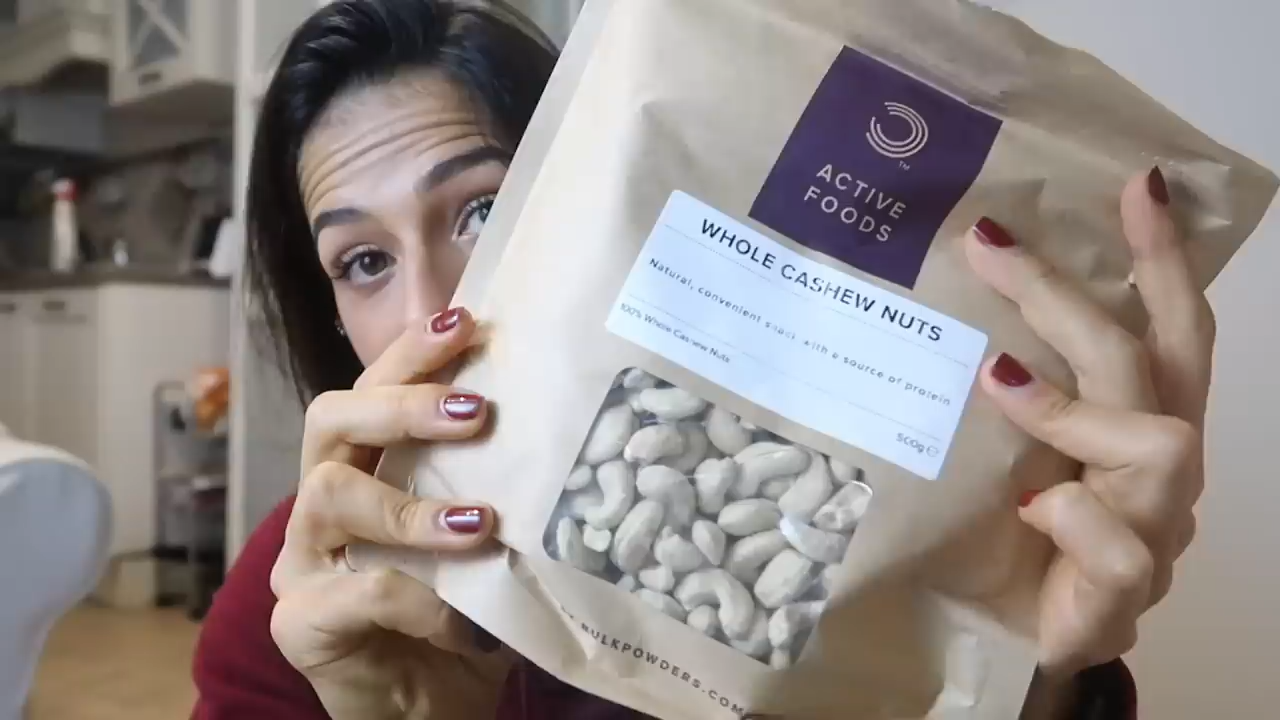 TM
ACTIVE
FOODS
WHOLE CASHEW NUTS
Natural, convenient snack with a source of protein
100% Whole Cashew Nuts
500g ℮
BULKPOWDERS.COM